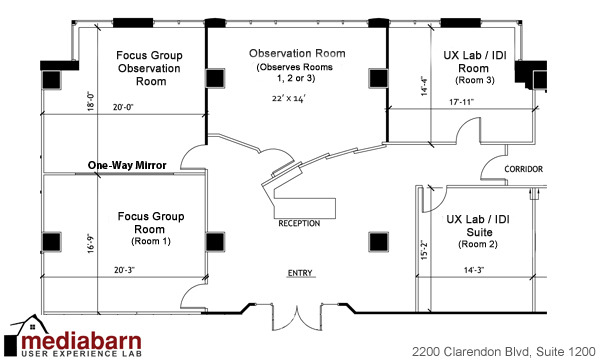 Focus Group
Observation
Room
18'-0"
20'-0"
Observation Room
(Observes Rooms
1, 2 or 3)
22' x 14'
UX Lab / IDI
Room
(Room 3)
14'-4"
17'-11"
One-Way Mirror
CORRIDOR
Focus Group
Room
(Room 1)
16'-9"
20'-3"
RECEPTION
ENTRY
UX Lab / IDI
Suite
(Room 2)
15'-2"
14'-3"
mediabarn
USER EXPERIENCE LAB
2200 Clarendon Blvd, Suite 1200